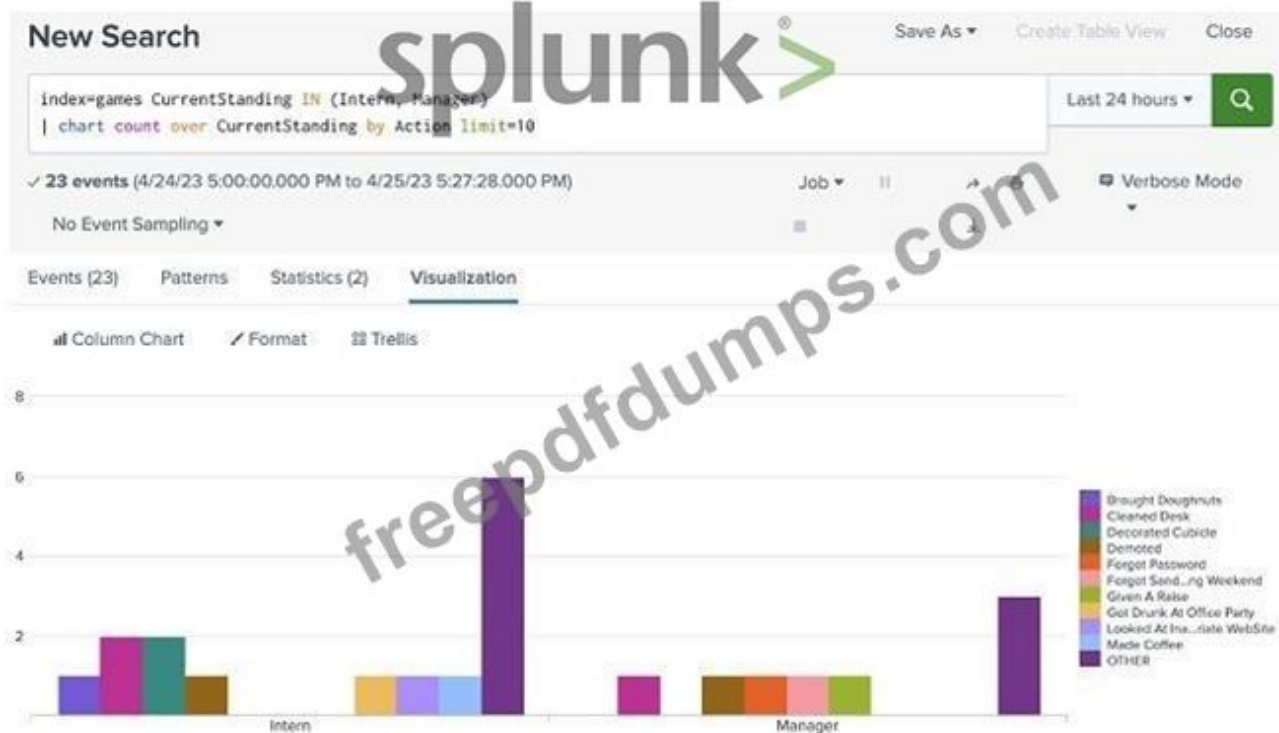 splunk>
New Search
Save As Create Table View Close
index=games CurrentStanding IN (Intern, Manager)
| chart count over CurrentStanding by Action limit=10
Last 24 hours
✓ 23 events (4/24/23 5:00:00.000 PM to 4/25/23 5:27:28.000 PM)
Job
Verbose Mode
No Event Sampling
Events (23) Patterns Statistics (2) Visualization
Column Chart Format Trellis
freepdfdumps.com
8
6
4
2
Intern Manager
Brought Doughnuts
Cleaned Desk
Decorated Cubicle
Demoted
Forgot Password
Forgot Sand...ng Weekend
Given A Raise
Got Drunk At Office Party
Looked At Ina...riate WebSite
Made Coffee
OTHER